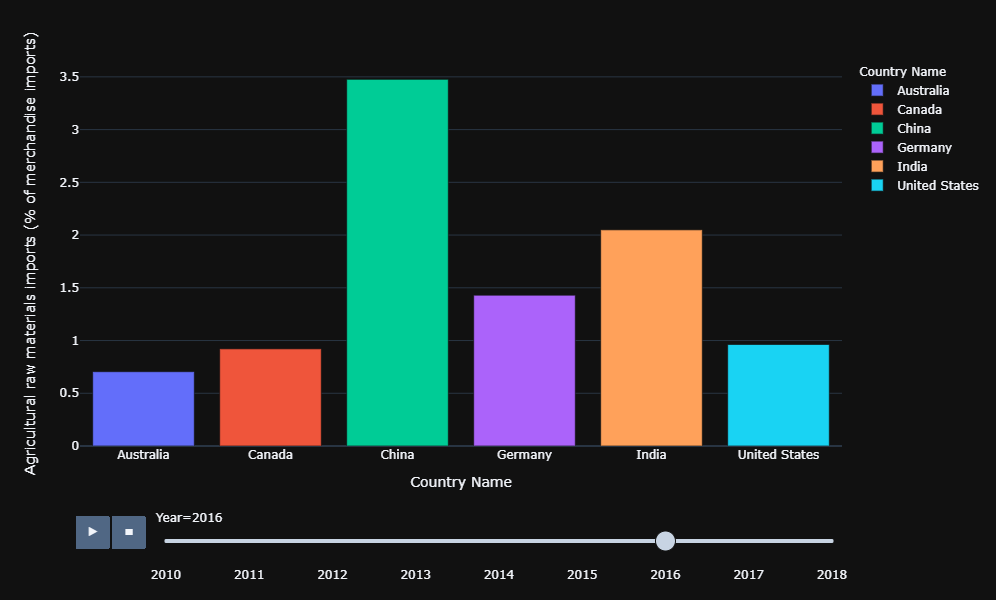 Agricultural raw materials imports (% of merchandise imports)
3.5
3
2.5
2
1.5
1
0.5
0
Australia
Canada
China
Germany
India
United States
Country Name
Country Name
Australia
Canada
China
Germany
India
United States
Year=2016
2010
2011
2012
2013
2014
2015
2016
2017
2018